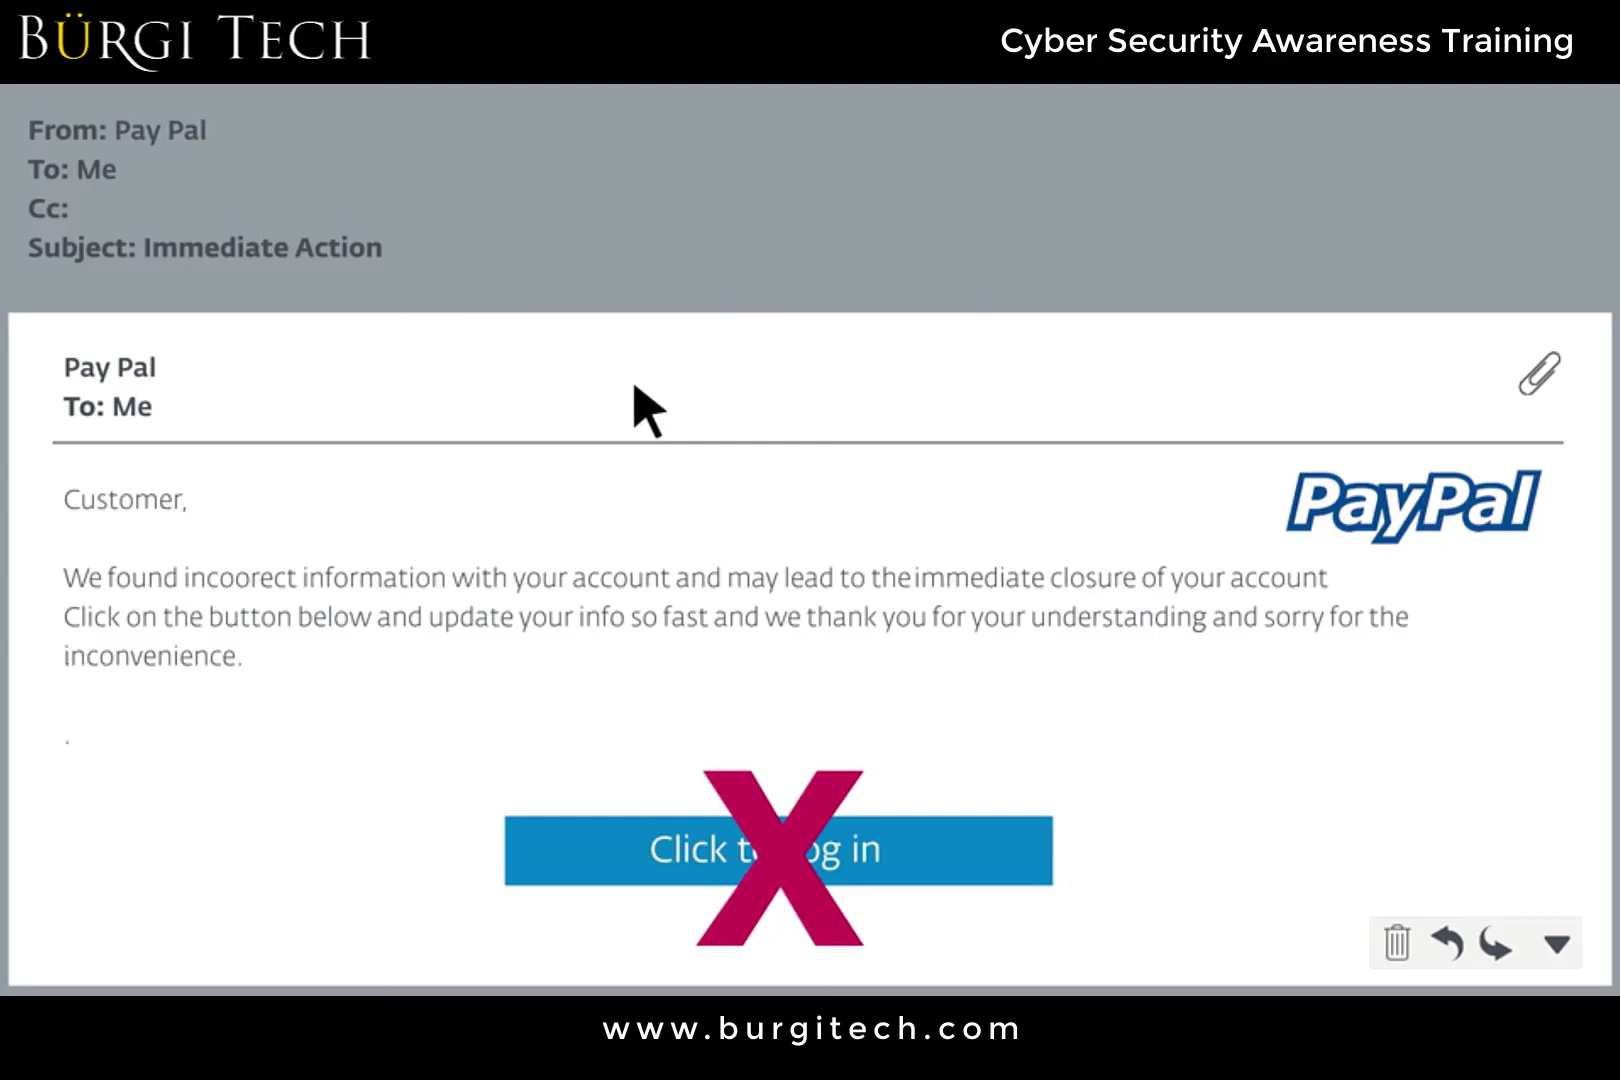 BÜRGI TECH
Cyber Security Awareness Training
From: Pay Pal
To: Me
Cc:
Subject: Immediate Action
Pay Pal
To: Me
PayPal
Customer,
We found incoorect information with your account and may lead to the immediate closure of your account
Click on the button below and update your info so fast and we thank you for your understanding and sorry for the
inconvenience.
.
Click to log in
X
www.burgitech.com